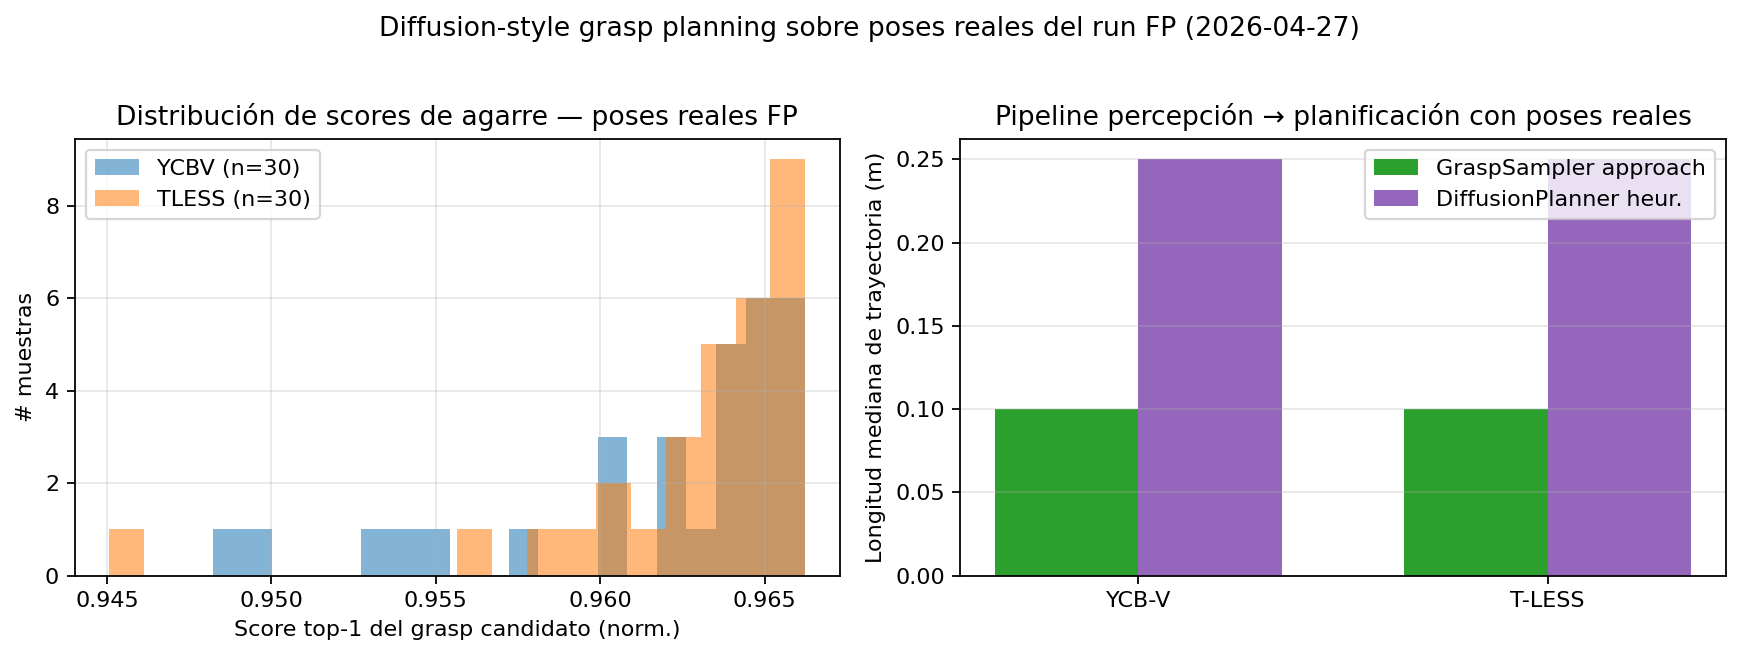 Diffusion-style grasp planning sobre poses reales del run FP (2026-04-27)
Distribución de scores de agarre — poses reales FP
YCBV (n=30)
TLESS (n=30)
# muestras
8
6
4
2
0
0.945 0.950 0.955 0.960 0.965
Score top-1 del grasp candidato (norm.)
Pipeline percepción → planificación con poses reales
GraspSampler approach
DiffusionPlanner heur.
Longitud mediana de trayectoria (m)
0.25
0.20
0.15
0.10
0.05
0.00
YCB-V T-LESS